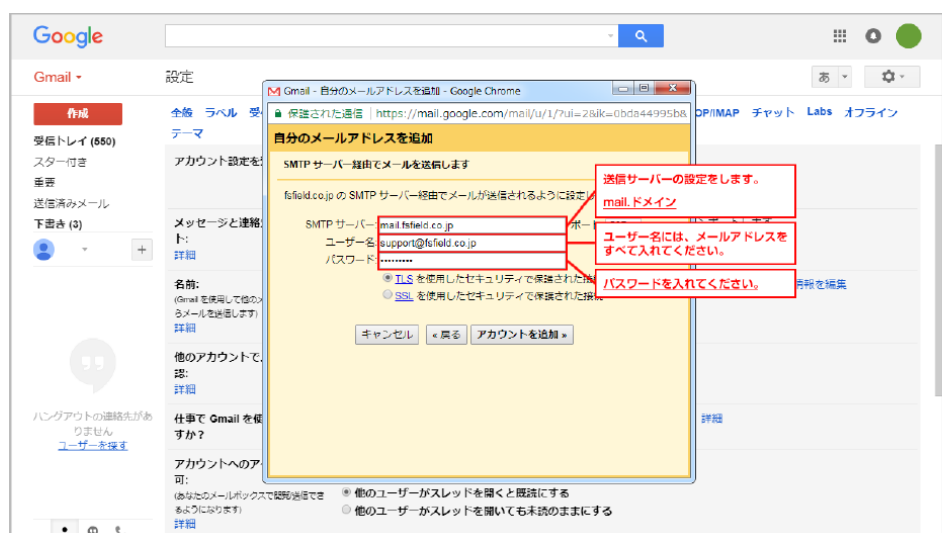 Google
Gmail
設定
あ
作成
受信トレイ (550)
スター付き
重要
送信済みメール
下書き (3)
ハングアウトの連絡先があ
りません
ユーザーを探す
全般 ラベル 受
OP/IMAP チャット Labs オフライン
テーマ
アカウント設定を
メッセージと連絡
ト:
詳細
名前:
(Gmail を使用して他の
らメールを送信します)
詳細
情報を編集
他のアカウントで
認:
詳細
仕事で Gmail を使
すか?
詳細
アカウントへのア
可:
(あなたのメールボックスで閲覧/送信でき
るようになります)
詳細
他のユーザーがスレッドを開くと既読にする
他のユーザーがスレッドを開いても未読のままにする
Gmail - 自分のメールアドレスを追加 - Google Chrome
保護された通信 https://mail.google.com/mail/u/1/?ui=2&ik=0bda44995b&
自分のメールアドレスを追加
SMTP サーバー経由でメールを送信します
fsfield.co.jp の SMTP サーバー経由でメールが送信されるように設定し
SMTP サーバー: mail.fsfield.co.jp ポート
ユーザー名: support@fsfield.co.jp
パスワード: •••••••••
TLS を使用したセキュリティで保護された接続
SSL を使用したセキュリティで保護された接続
キャンセル « 戻る アカウントを追加 »
送信サーバーの設定をします。
mail.ドメイン
ユーザー名には、メールアドレスを
すべて入れてください。
パスワードを入れてください。